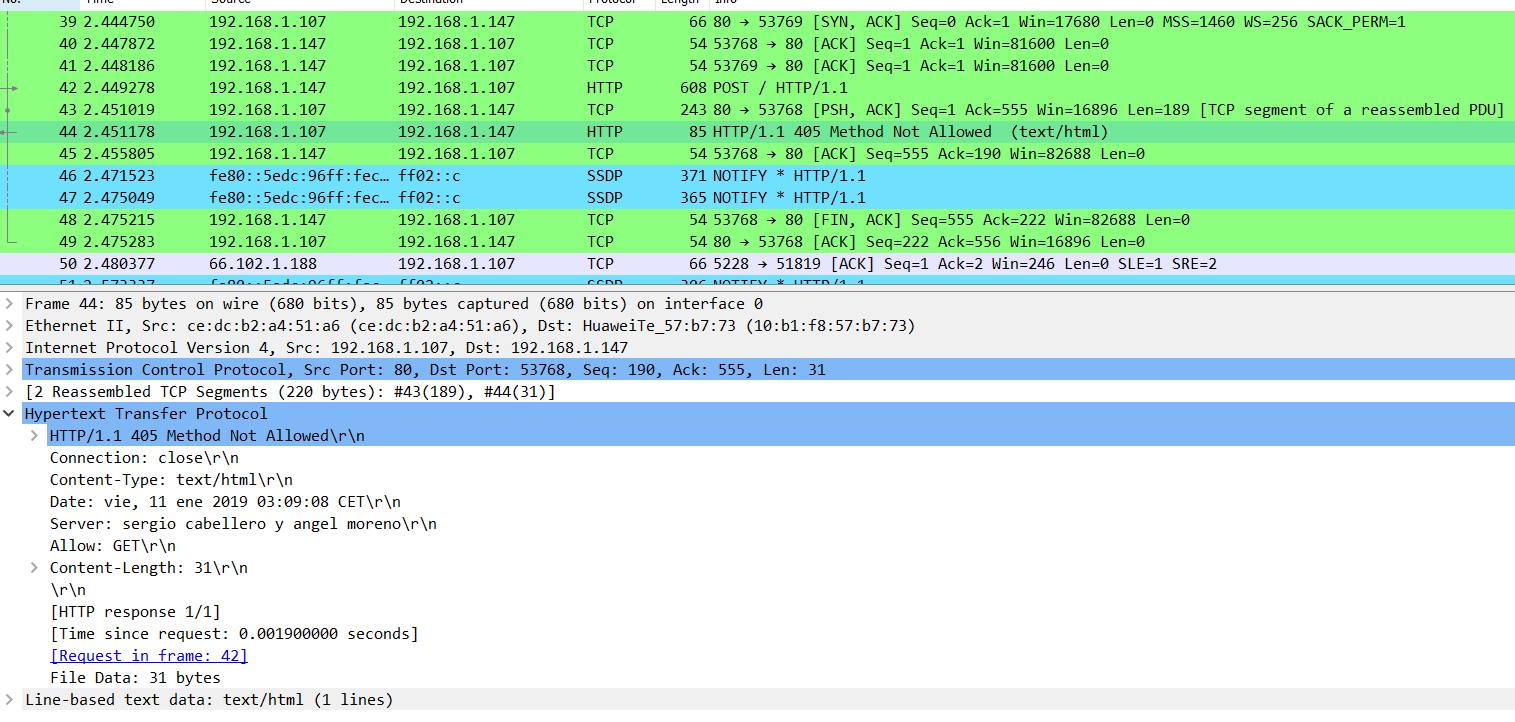 No. Time Source Destination Protocol Length Info
39 2.444750 192.168.1.107 192.168.1.147 TCP 66 80 → 53769 [SYN, ACK] Seq=0 Ack=1 Win=17680 Len=0 MSS=1460 WS=256 SACK_PERM=1
40 2.447872 192.168.1.147 192.168.1.107 TCP 54 53768 → 80 [ACK] Seq=1 Ack=1 Win=81600 Len=0
41 2.448186 192.168.1.147 192.168.1.107 TCP 54 53769 → 80 [ACK] Seq=1 Ack=1 Win=81600 Len=0
42 2.449278 192.168.1.147 192.168.1.107 HTTP 608 POST / HTTP/1.1
43 2.451019 192.168.1.107 192.168.1.147 TCP 243 80 → 53768 [PSH, ACK] Seq=1 Ack=555 Win=16896 Len=189 [TCP segment of a reassembled PDU]
44 2.451178 192.168.1.107 192.168.1.147 HTTP 85 HTTP/1.1 405 Method Not Allowed (text/html)
45 2.455805 192.168.1.147 192.168.1.107 TCP 54 53768 → 80 [ACK] Seq=555 Ack=190 Win=82688 Len=0
46 2.471523 fe80::5edc:96ff:fec… ff02::c SSDP 371 NOTIFY * HTTP/1.1
47 2.475049 fe80::5edc:96ff:fec… ff02::c SSDP 365 NOTIFY * HTTP/1.1
48 2.475215 192.168.1.147 192.168.1.107 TCP 54 53768 → 80 [FIN, ACK] Seq=555 Ack=222 Win=82688 Len=0
49 2.475283 192.168.1.107 192.168.1.147 TCP 54 80 → 53768 [ACK] Seq=222 Ack=556 Win=16896 Len=0
50 2.480377 66.102.1.188 192.168.1.107 TCP 66 5228 → 51819 [ACK] Seq=1 Ack=2 Win=246 Len=0 SLE=1 SRE=2
Frame 44: 85 bytes on wire (680 bits), 85 bytes captured (680 bits) on interface 0
Ethernet II, Src: ce:dc:b2:a4:51:a6 (ce:dc:b2:a4:51:a6), Dst: HuaweiTe_57:b7:73 (10:b1:f8:57:b7:73)
Internet Protocol Version 4, Src: 192.168.1.107, Dst: 192.168.1.147
Transmission Control Protocol, Src Port: 80, Dst Port: 53768, Seq: 190, Ack: 555, Len: 31
[2 Reassembled TCP Segments (220 bytes): #43(189), #44(31)]
Hypertext Transfer Protocol
HTTP/1.1 405 Method Not Allowed\r\n
Connection: close\r\n
Content-Type: text/html\r\n
Date: vie, 11 ene 2019 03:09:08 CET\r\n
Server: sergio cabellero y angel moreno\r\n
Allow: GET\r\n
Content-Length: 31\r\n
\r\n
[HTTP response 1/1]
[Time since request: 0.001900000 seconds]
[Request in frame: 42]
File Data: 31 bytes
Line-based text data: text/html (1 lines)